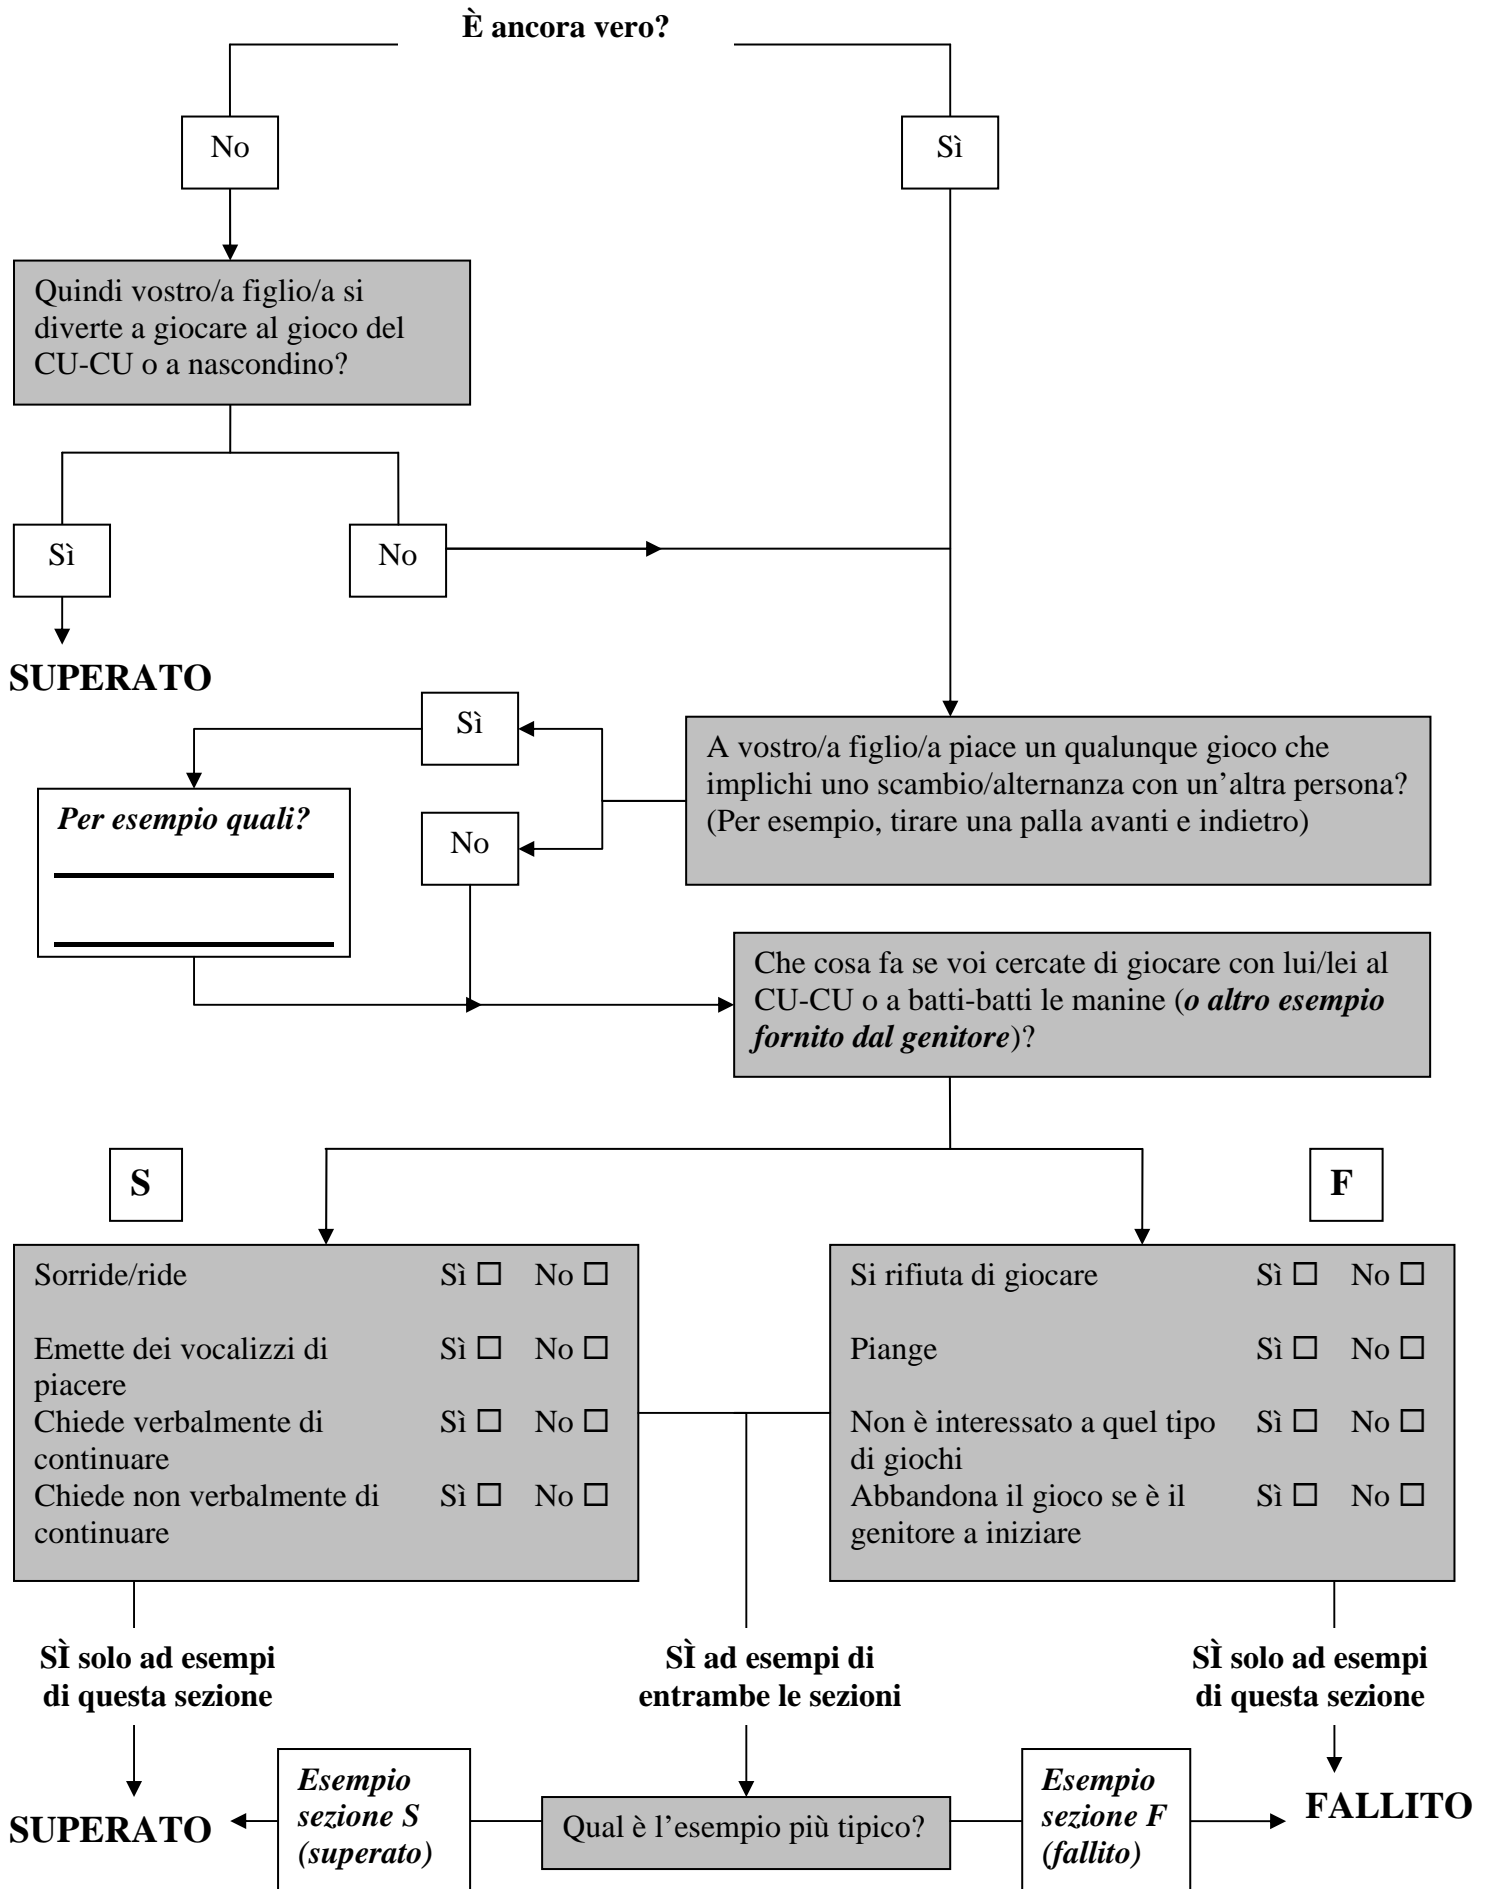 È ancora vero?
No
Sì
Quindi vostro/a figlio/a si
diverte a giocare al gioco del
CU-CU o a nascondino?
Sì
No
SUPERATO
Sì
A vostro/a figlio/a piace un qualunque gioco che
implichi uno scambio/alternanza con un’altra persona?
(Per esempio, tirare una palla avanti e indietro)
Per esempio quali?
No
Che cosa fa se voi cercate di giocare con lui/lei al
CU-CU o a batti-batti le manine (o altro esempio
fornito dal genitore)?
S
F
Sorride/ride Sì ☐ No ☐
Emette dei vocalizzi di Sì ☐ No ☐
piacere
Chiede verbalmente di Sì ☐ No ☐
continuare
Chiede non verbalmente di Sì ☐ No ☐
continuare
Si rifiuta di giocare Sì ☐ No ☐
Piange Sì ☐ No ☐
Non è interessato a quel tipo Sì ☐ No ☐
di giochi
Abbandona il gioco se è il Sì ☐ No ☐
genitore a iniziare
SÌ solo ad esempi
di questa sezione
SÌ ad esempi di
entrambe le sezioni
SÌ solo ad esempi
di questa sezione
SUPERATO
Esempio
sezione S
(superato)
Qual è l’esempio più tipico?
Esempio
sezione F
(fallito)
FALLITO